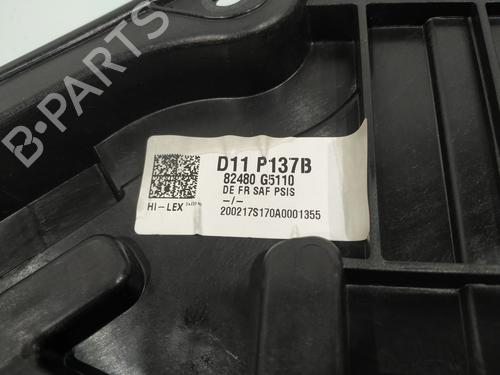 B-PARTS
D11 P137B
82480 G5110
DE FR SAF PSIS
-/-
HI-LEX
200217S170A0001355